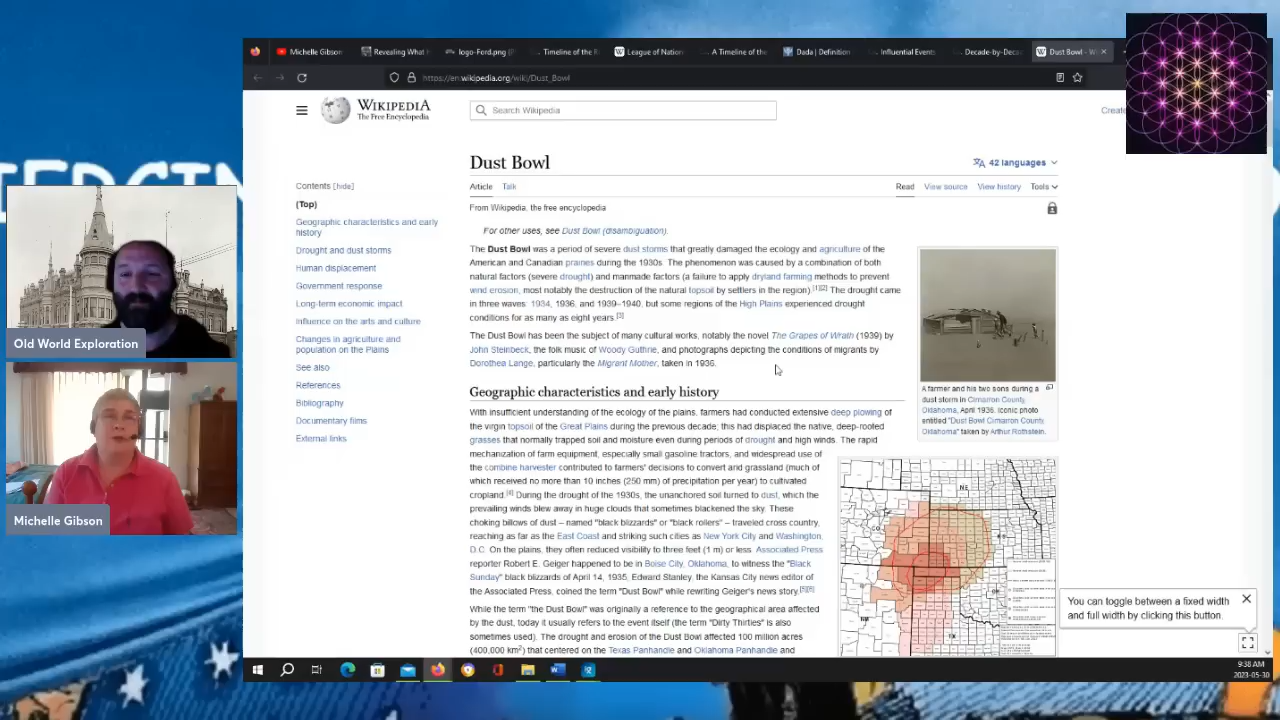 Michelle Gibson
Revealing What
logo-Ford.png (
Timeline of the R
League of Nation
A Timeline of the
Dada | Definition
Influential Event
Decade-by-Deca
Dust Bowl - W
https://en.wikipedia.org/wiki/Dust_Bowl
WIKIPEDIA
The Free Encyclopedia
Search Wikipedia
Create
Dust Bowl
42 languages
Article Talk
Read View source View history Tools
From Wikipedia, the free encyclopedia
For other uses, see Dust Bowl (disambiguation).
Contents [hide]
(Top)
Geographic characteristics and early
history
Drought and dust storms
Human displacement
Government response
Long-term economic impact
Influence on the arts and culture
Changes in agriculture and
population on the Plains
See also
References
Bibliography
Documentary films
External links
The Dust Bowl was a period of severe dust storms that greatly damaged the ecology and agriculture of the
American and Canadian prairies during the 1930s. The phenomenon was caused by a combination of both
natural factors (severe drought) and manmade factors (a failure to apply dryland farming methods to prevent
wind erosion, most notably the destruction of the natural topsoil by settlers in the region).[1][2] The drought came
in three waves: 1934, 1936, and 1939–1940, but some regions of the High Plains experienced drought
conditions for as many as eight years.[3]
The Dust Bowl has been the subject of many cultural works, notably the novel The Grapes of Wrath (1939) by
John Steinbeck, the folk music of Woody Guthrie, and photographs depicting the conditions of migrants by
Dorothea Lange, particularly the Migrant Mother, taken in 1936.
A farmer and his two sons during a
dust storm in Cimarron County,
Oklahoma, April 1936. Iconic photo
entitled "Dust Bowl Cimarron County,
Oklahoma" taken by Arthur Rothstein.
Geographic characteristics and early history
With insufficient understanding of the ecology of the plains, farmers had conducted extensive deep plowing
of the virgin topsoil of the Great Plains during the previous decade; this had displaced the native, deep-rooted
grasses that normally trapped soil and moisture even during periods of drought and high winds. The rapid
mechanization of farm equipment, especially small gasoline tractors, and widespread use of
the combine harvester contributed to farmers' decisions to convert arid grassland (much of
which received no more than 10 inches (250 mm) of precipitation per year) to cultivated
cropland.[4] During the drought of the 1930s, the unanchored soil turned to dust, which the
prevailing winds blew away in huge clouds that sometimes blackened the sky. These
choking billows of dust – named "black blizzards" or "black rollers" – traveled cross country,
reaching as far as the East Coast and striking such cities as New York City and Washington,
D.C. On the plains, they often reduced visibility to three feet (1 m) or less. Associated Press
reporter Robert E. Geiger happened to be in Boise City, Oklahoma, to witness the "Black
Sunday" black blizzards of April 14, 1935; Edward Stanley, the Kansas City news editor of
the Associated Press, coined the term "Dust Bowl" while rewriting Geiger's news story.[5][6]
While the term "the Dust Bowl" was originally a reference to the geographical area affected
by the dust, today it usually refers to the event itself (the term "Dirty Thirties" is also
sometimes used). The drought and erosion of the Dust Bowl affected 100 million acres
(400,000 km²) that centered on the Texas Panhandle and Oklahoma Panhandle and
NE
CO
NM
TX
You can toggle between a fixed width
and full width by clicking this button.
9:38 AM
2023-05-30
Old World Exploration
Michelle Gibson